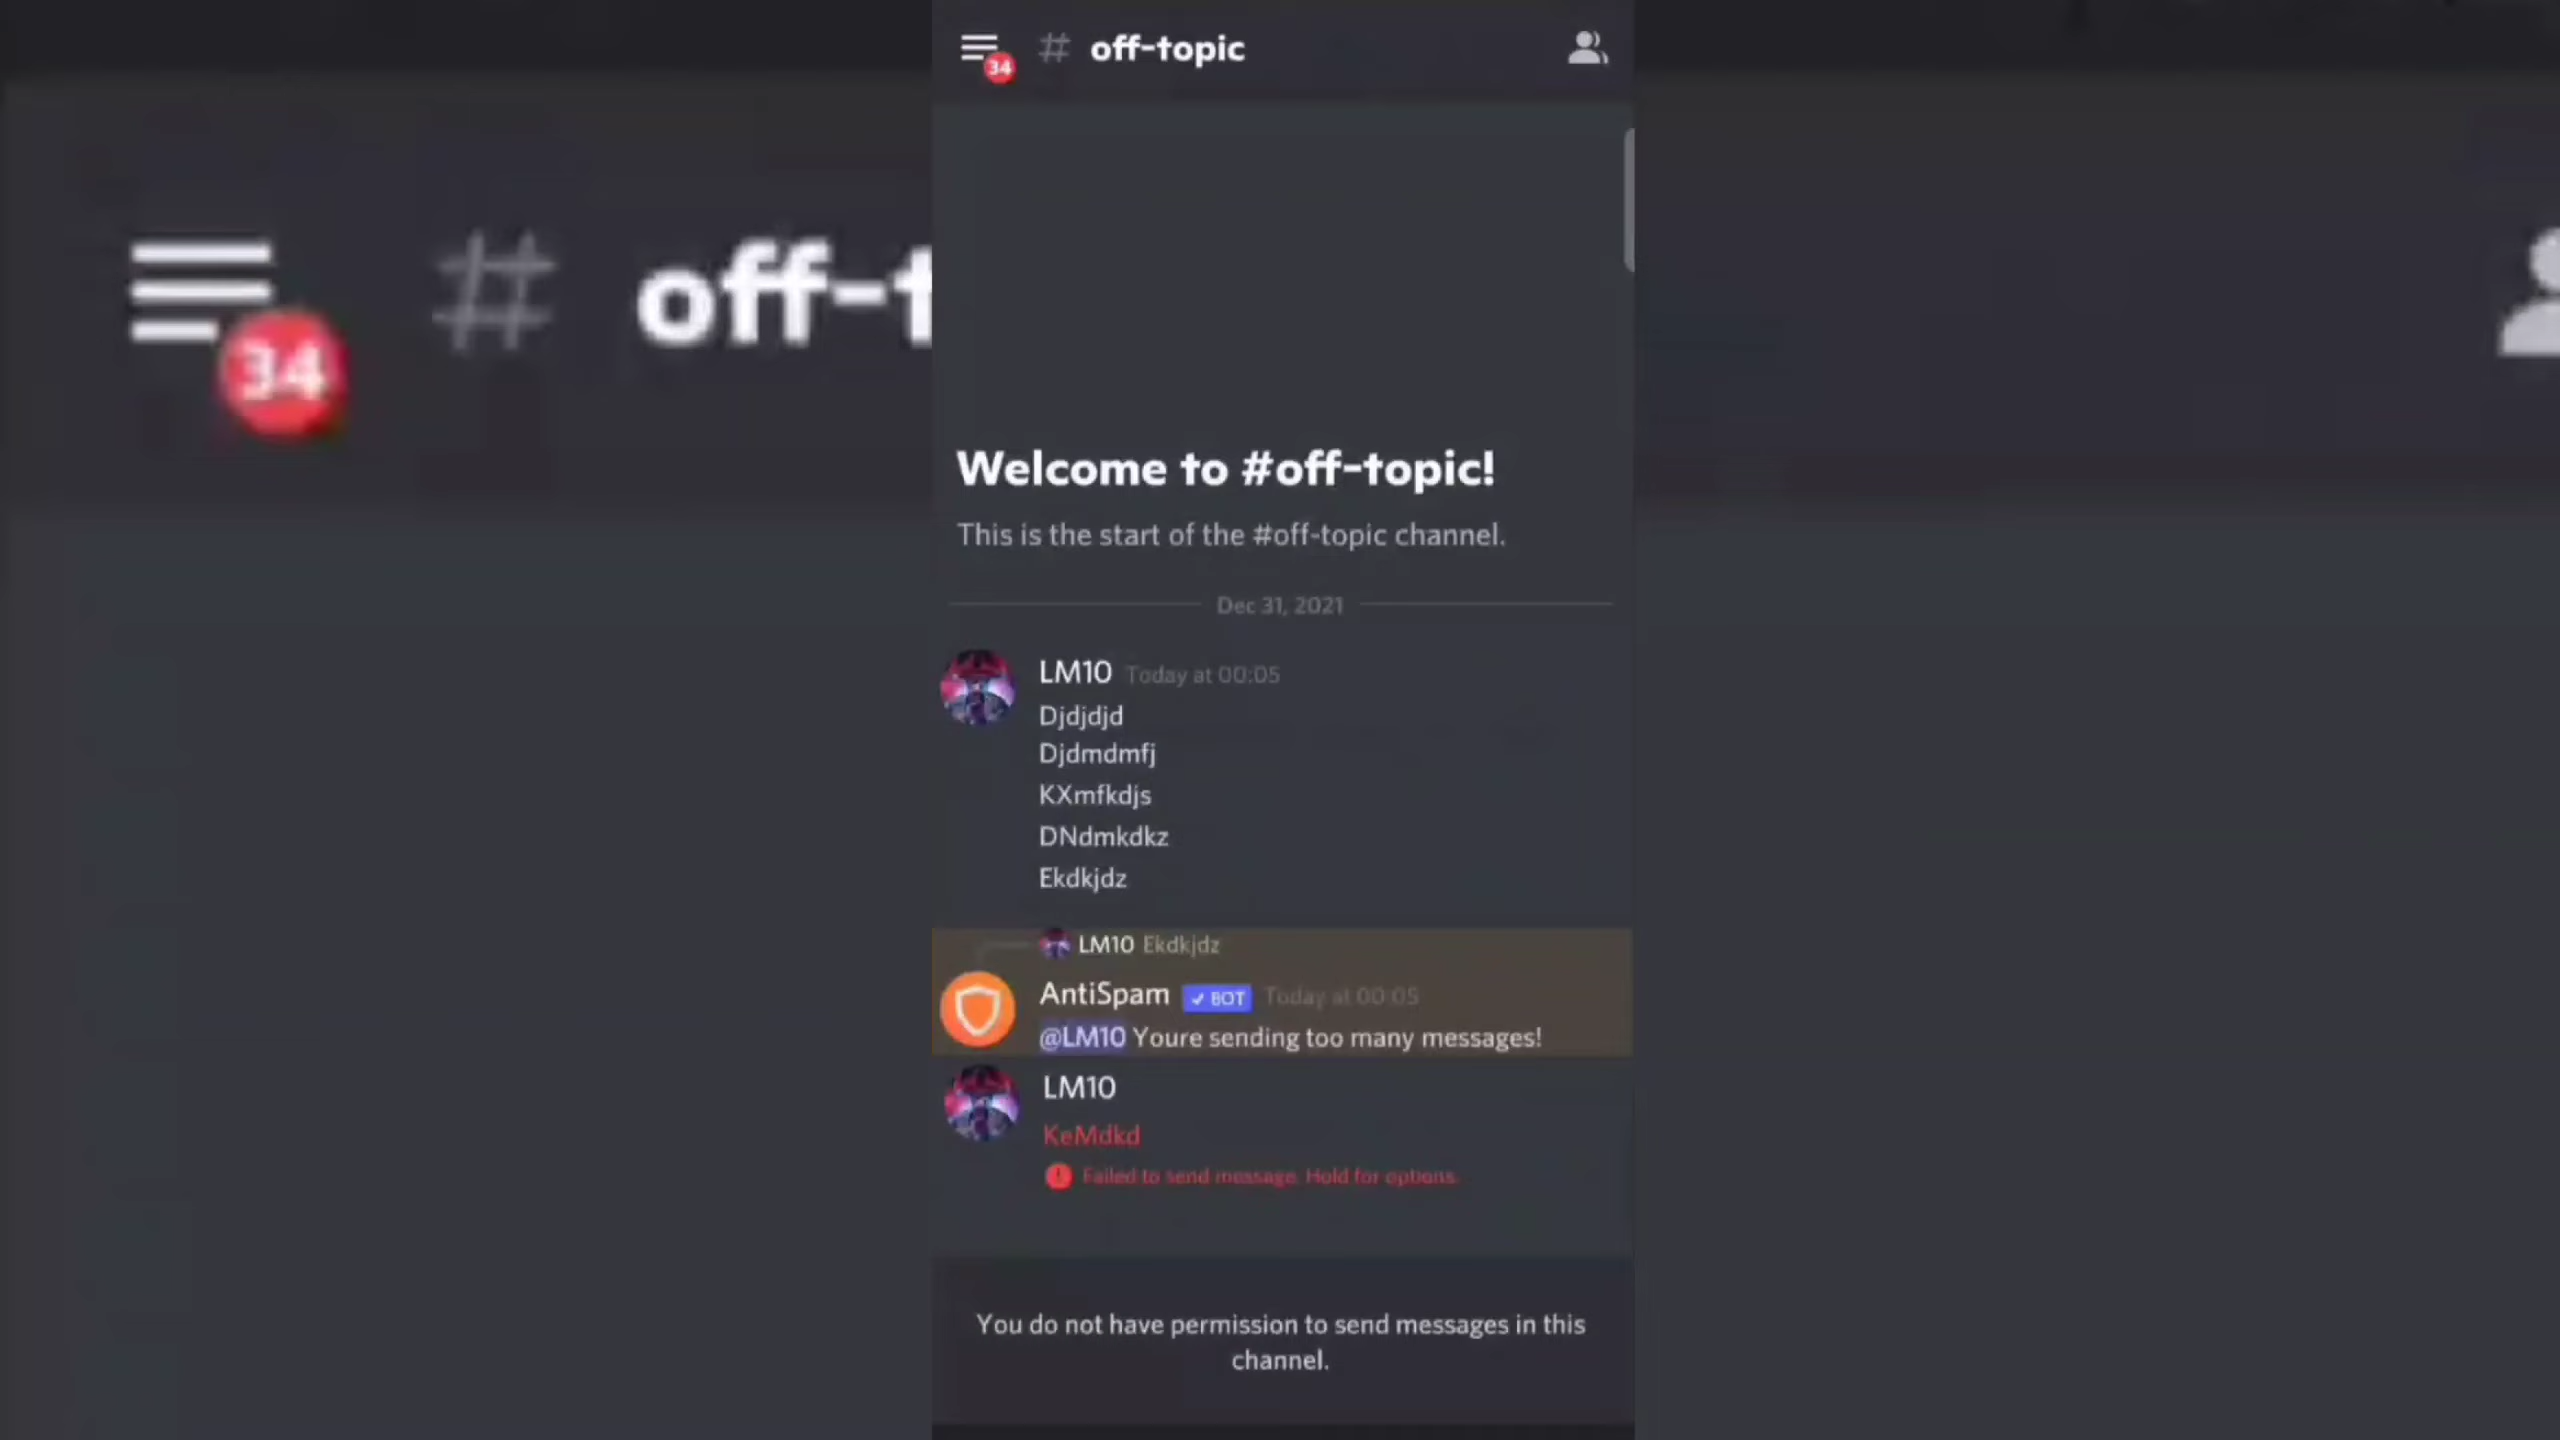 34
# off-topic
# off-t
34
Welcome to #off-topic!
This is the start of the #off-topic channel.
Dec 31, 2021
LM10 Today at 00:05
Djdjdjd
Djdmdmfj
KXmfkdjs
DNdmkdkz
Ekdkjdz
LM10 Ekdkjdz
AntiSpam ✓ BOT Today at 00:05
@LM10 Youre sending too many messages!
LM10
KeMdkd
Failed to send message. Hold for options.
You do not have permission to send messages in this
channel.